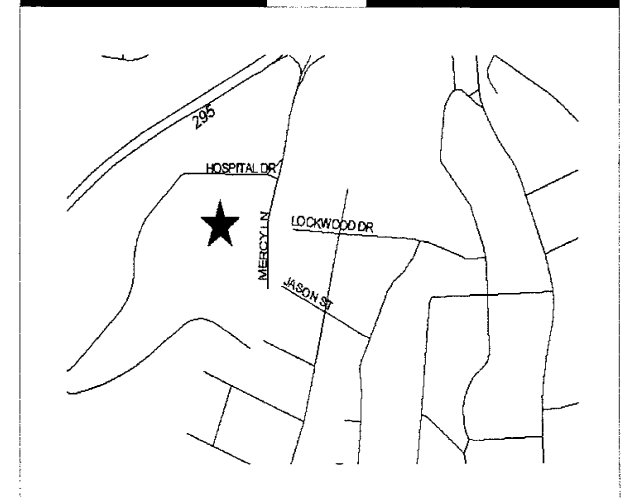 295
HOSPITAL DR
LOCKWOOD DR
MERCY LN
JASON ST